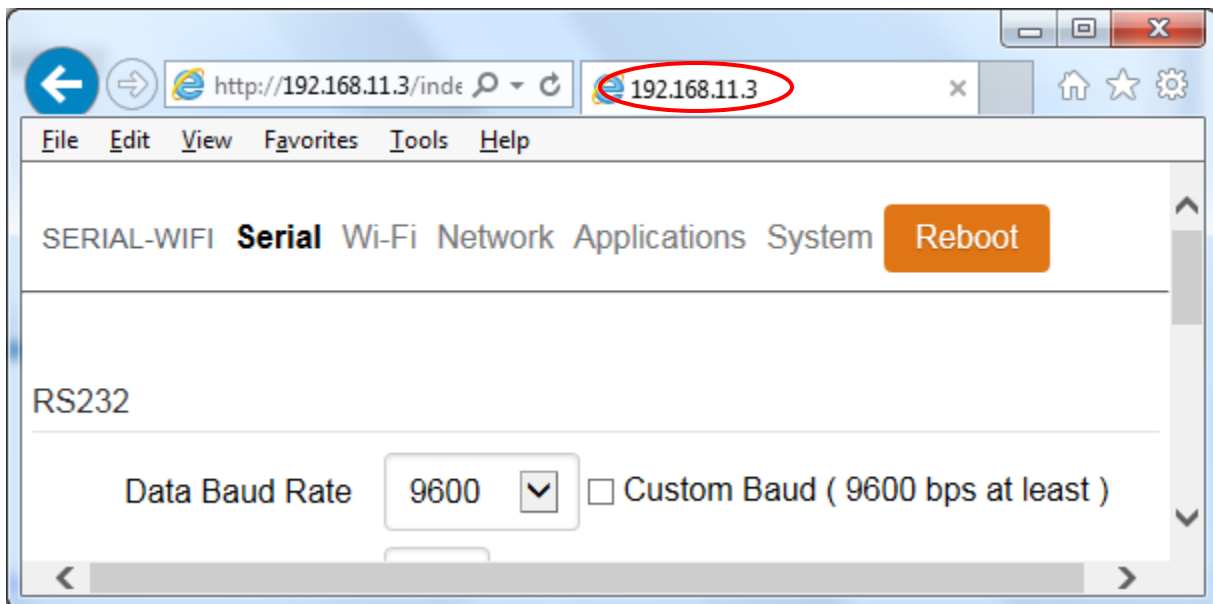 http://192.168.11.3/inde 192.168.11.3
File Edit View Favorites Tools Help
SERIAL-WIFI Serial Wi-Fi Network Applications System Reboot
RS232
Data Baud Rate 9600 Custom Baud ( 9600 bps at least )